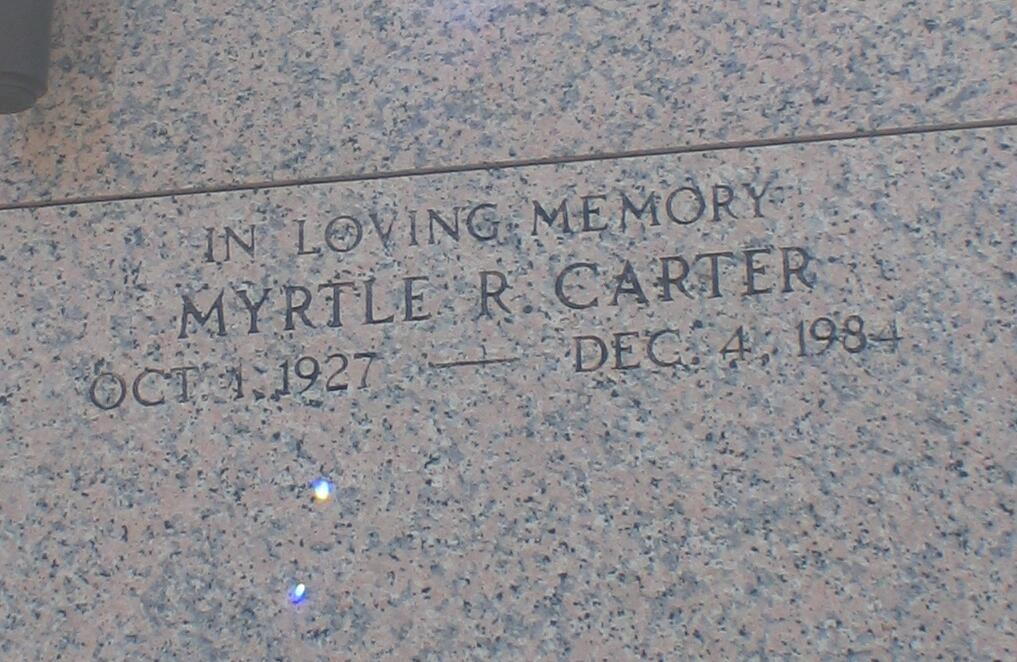 IN LOVING MEMORY
MYRTLE R. CARTER
OCT. 1, 1927 — DEC. 4, 1984